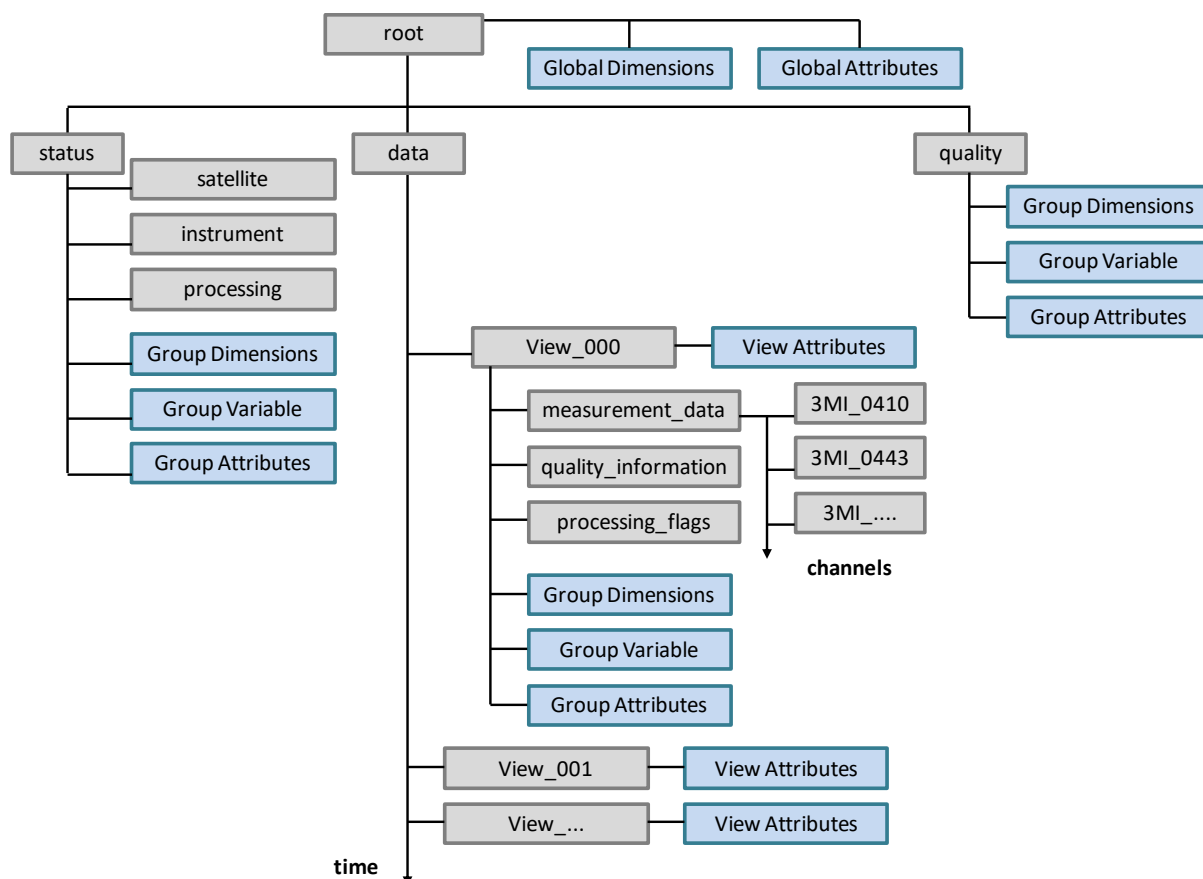 root
Global Dimensions
Global Attributes
status
data
quality
satellite
instrument
processing
Group Dimensions
Group Variable
Group Attributes
Group Dimensions
Group Variable
Group Attributes
View_000
View Attributes
measurement_data
3MI_0410
quality_information
3MI_0443
processing_flags
3MI_....
channels
Group Dimensions
Group Variable
Group Attributes
View_001
View Attributes
View_...
View Attributes
time